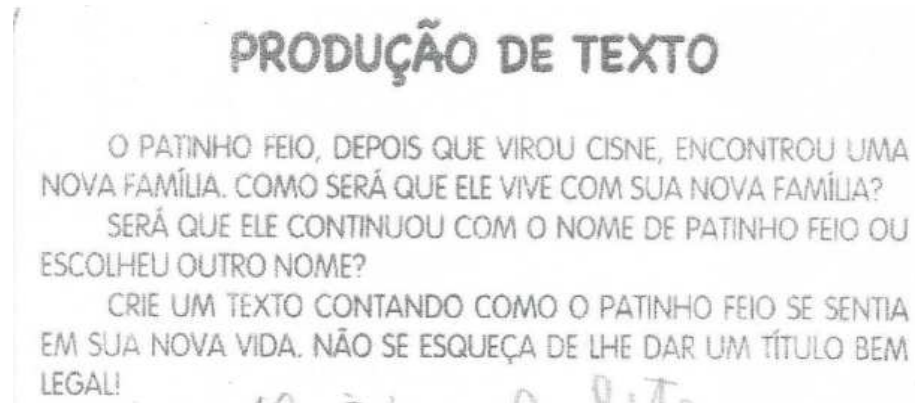 PRODUÇÃO DE TEXTO
O PATINHO FEIO, DEPOIS QUE VIROU CISNE, ENCONTROU UMA
NOVA FAMÍLIA. COMO SERÁ QUE ELE VIVE COM SUA NOVA FAMÍLIA?
SERÁ QUE ELE CONTINUOU COM O NOME DE PATINHO FEIO OU
ESCOLHEU OUTRO NOME?
CRIE UM TEXTO CONTANDO COMO O PATINHO FEIO SE SENTIA
EM SUA NOVA VIDA. NÃO SE ESQUEÇA DE LHE DAR UM TÍTULO BEM
LEGAL!